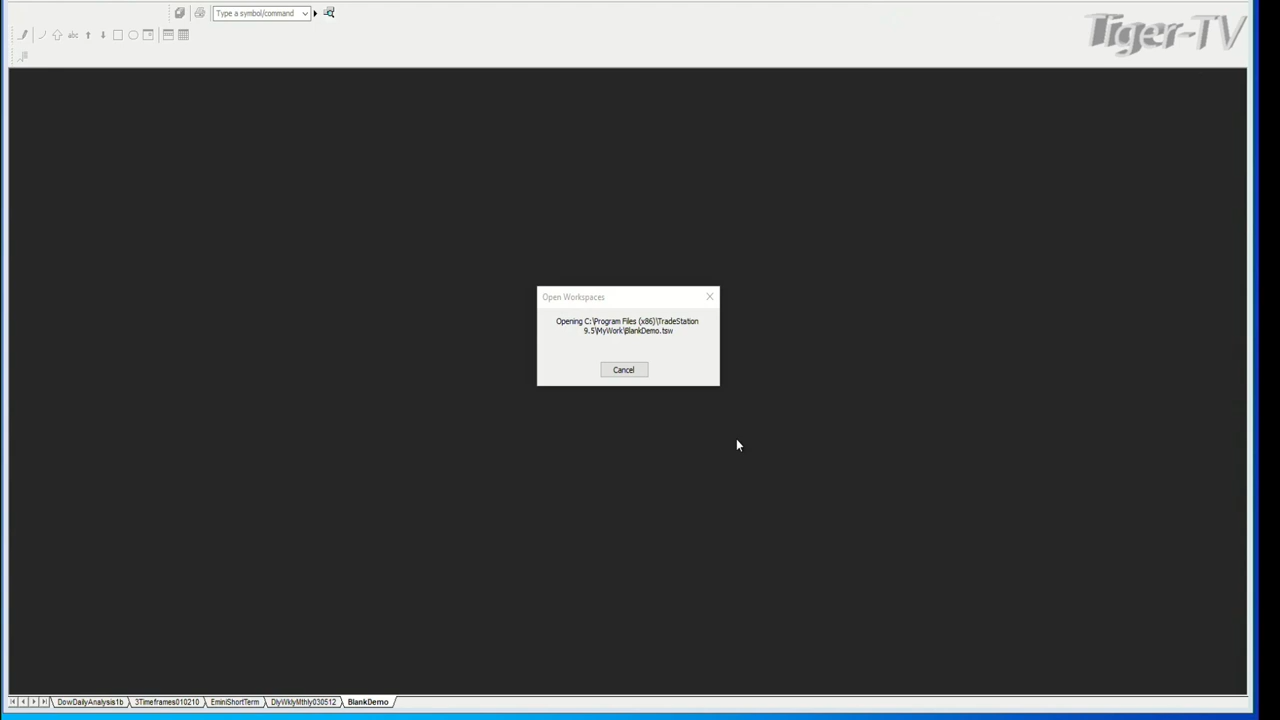 Type a symbol/command
Tiger-TV
abc
Open Workspaces
Opening C:\Program Files (x86)\TradeStation
9.5\MyWork\BlankDemo.tsw
Cancel
DowDailyAnalysis1b
3Timeframes010210
EminiShortTerm
DlyWklyMthly030512
BlankDemo